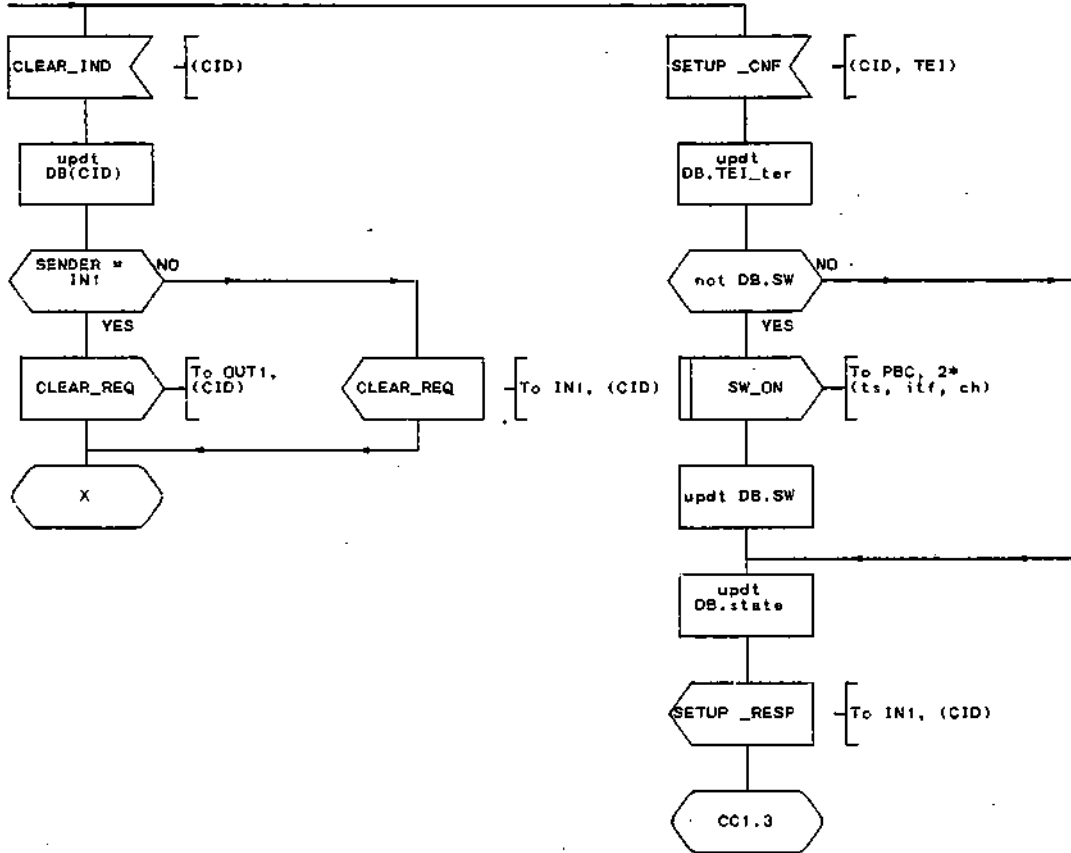 CLEAR_IND
(CID)
updt
DB(CID)
SENDER =
IN1
NO
YES
CLEAR_REQ
To OUT1,
(CID)
CLEAR_REQ
To IN1, (CID)
X
SETUP _CNF
(CID, TEI)
updt
DB.TEI_ter
not DB.SW
NO
YES
SW_ON
To PBC, 2*
(ts, itf, ch)
updt DB.SW
updt
DB.state
SETUP _RESP
To IN1, (CID)
CC1.3